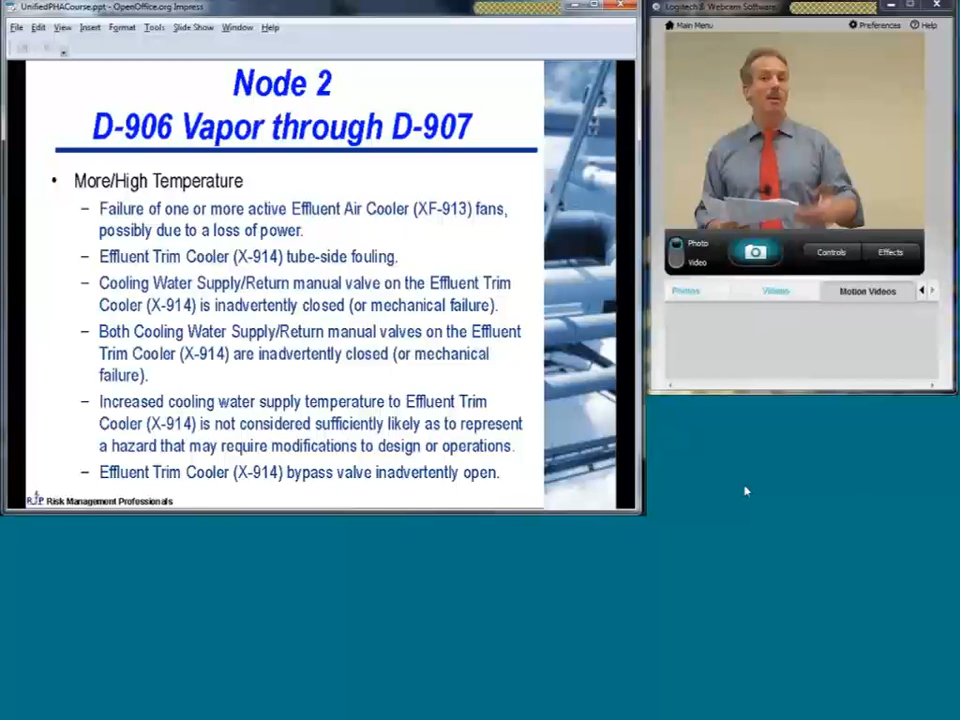 UnifiedPHACourse.ppt - OpenOffice.org Impress
File Edit View Insert Format Tools Slide Show Window Help
Node 2
D-906 Vapor through D-907
• More/High Temperature
– Failure of one or more active Effluent Air Cooler (XF-913) fans,
possibly due to a loss of power.
– Effluent Trim Cooler (X-914) tube-side fouling.
– Cooling Water Supply/Return manual valve on the Effluent Trim
Cooler (X-914) is inadvertently closed (or mechanical failure).
– Both Cooling Water Supply/Return manual valves on the Effluent
Trim Cooler (X-914) are inadvertently closed (or mechanical
failure).
– Increased cooling water supply temperature to Effluent Trim
Cooler (X-914) is not considered sufficiently likely as to represent
a hazard that may require modifications to design or operations.
– Effluent Trim Cooler (X-914) bypass valve inadvertently open.
Risk Management Professionals
Logitech® Webcam Software
Main Menu Preferences Help
Photo
Video
Controls Effects
Photos Videos Motion Videos